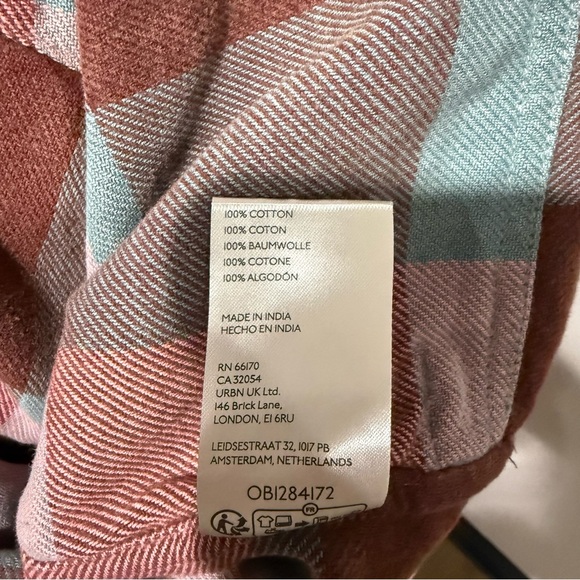 100% COTTON
100% COTON
100% BAUMWOLLE
100% COTONE
100% ALGODÓN
MADE IN INDIA
HECHO EN INDIA
RN 66170
CA 32054
URBN UK Ltd.
146 Brick Lane,
LONDON, E1 6RU
LEIDSESTRAAT 32, 1017 PB
AMSTERDAM, NETHERLANDS
OB1284172
FR